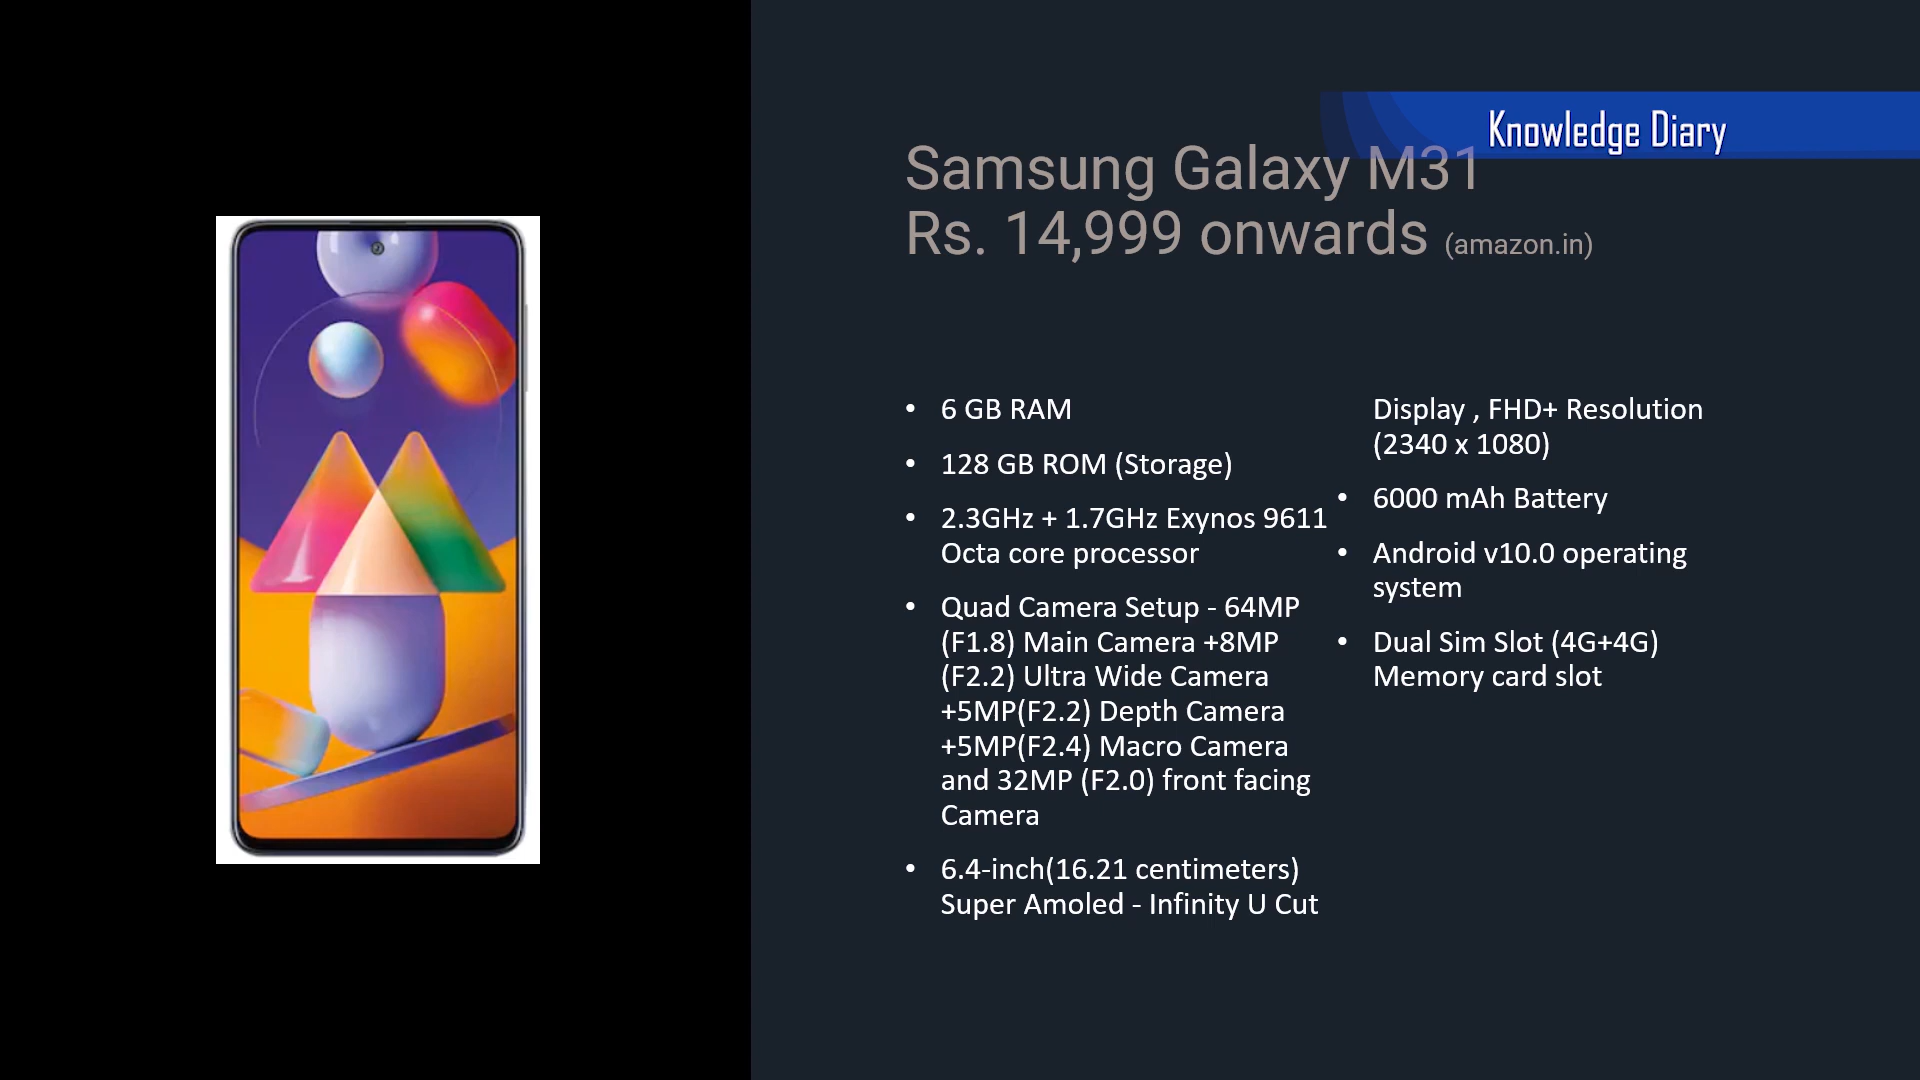 Knowledge Diary
Samsung Galaxy M31
Rs. 14,999 onwards (amazon.in)
• 6 GB RAM
• 128 GB ROM (Storage)
• 2.3GHz + 1.7GHz Exynos 9611
Octa core processor
• Quad Camera Setup - 64MP
(F1.8) Main Camera +8MP
(F2.2) Ultra Wide Camera
+5MP(F2.2) Depth Camera
+5MP(F2.4) Macro Camera
and 32MP (F2.0) front facing
Camera
• 6.4-inch(16.21 centimeters)
Super Amoled - Infinity U Cut
Display , FHD+ Resolution
(2340 x 1080)
• 6000 mAh Battery
• Android v10.0 operating
system
• Dual Sim Slot (4G+4G)
Memory card slot